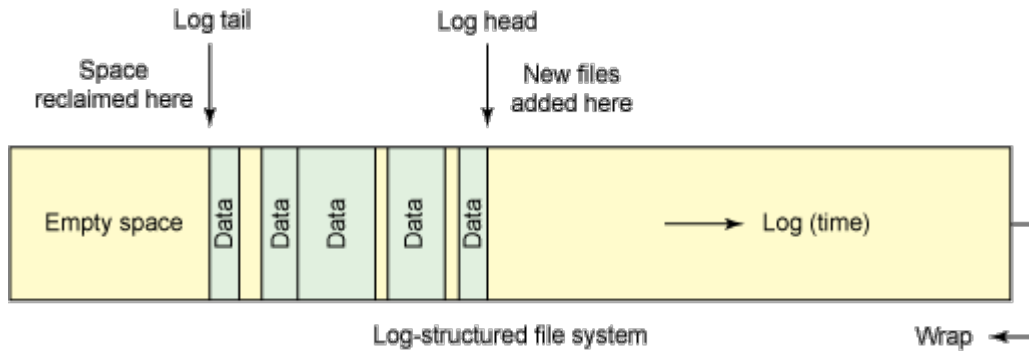 Log tail
Log head
Space
reclaimed here
New files
added here
Empty space
Data
Data
Data
Data
Data
Log (time)
Log-structured file system
Wrap